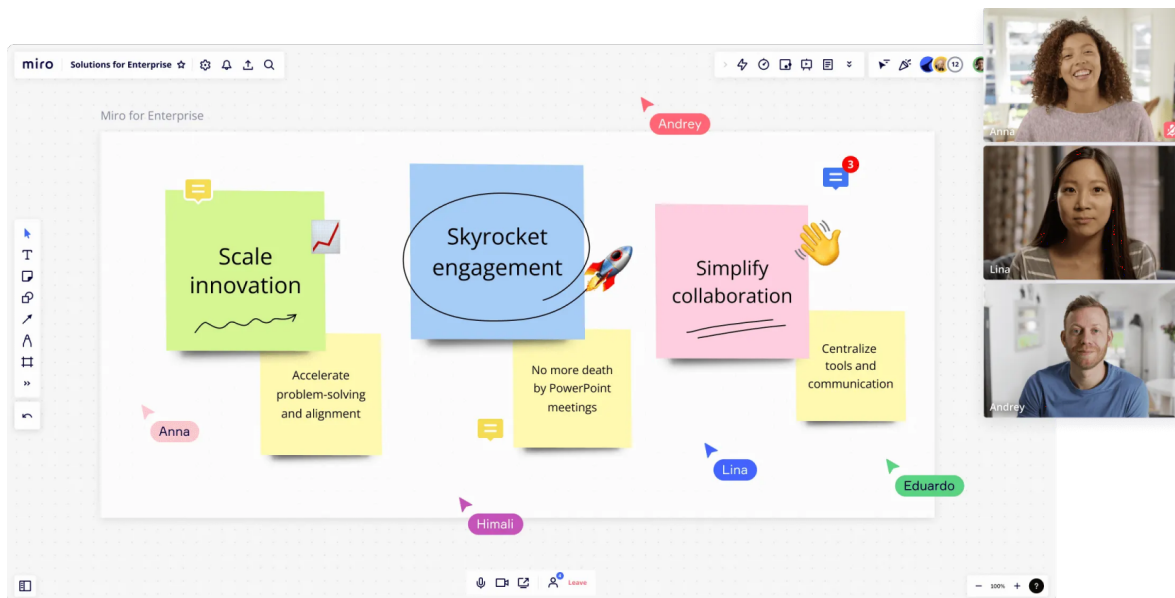 miro
Solutions for Enterprise
12
Anna
Miro for Enterprise
Andrey
3
Scale
innovation
Skyrocket
engagement
Simplify
collaboration
Lina
T
Accelerate
problem-solving
and alignment
No more death
by PowerPoint
meetings
Centralize
tools and
communication
Andrey
Anna
Lina
Eduardo
Himali
Leave
100%
?